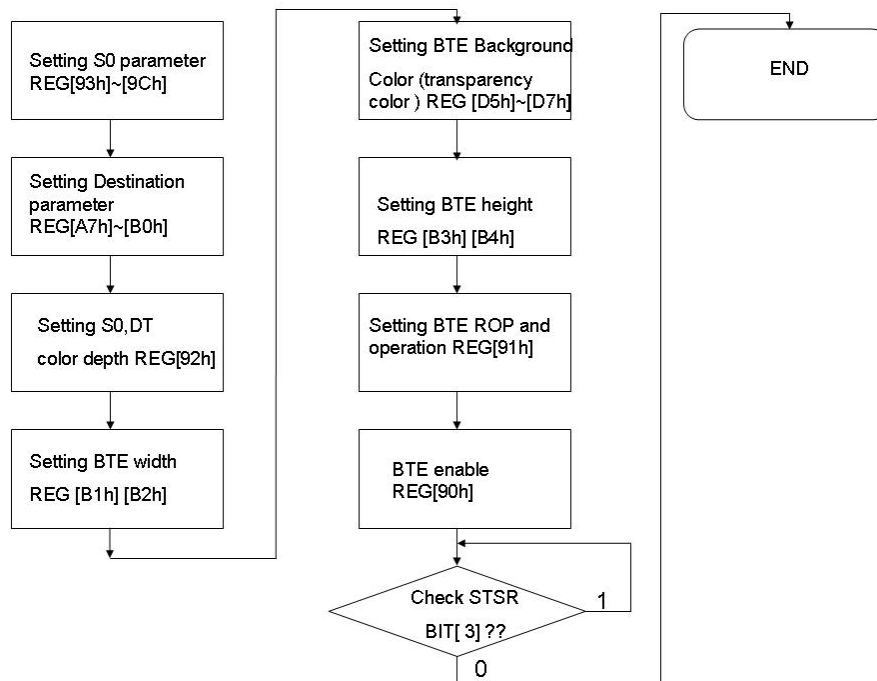 Setting S0 parameter
REG[93h]~[9Ch]
Setting Destination
parameter
REG[A7h]~[B0h]
Setting S0,DT
color depth REG[92h]
Setting BTE width
REG [B1h] [B2h]
Setting BTE Background
Color (transparency
color ) REG [D5h]~[D7h]
Setting BTE height
REG [B3h] [B4h]
Setting BTE ROP and
operation REG[91h]
BTE enable
REG[90h]
Check STSR
BIT[ 3] ??
1
0
END